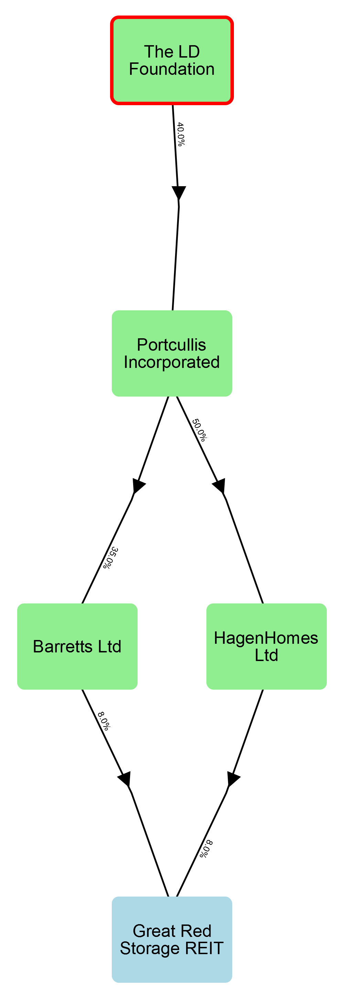 The LD
Foundation
40.0%
Portcullis
Incorporated
50.0%
35.0%
Barretts Ltd
HagenHomes
Ltd
8.0%
8.0%
Great Red
Storage REIT